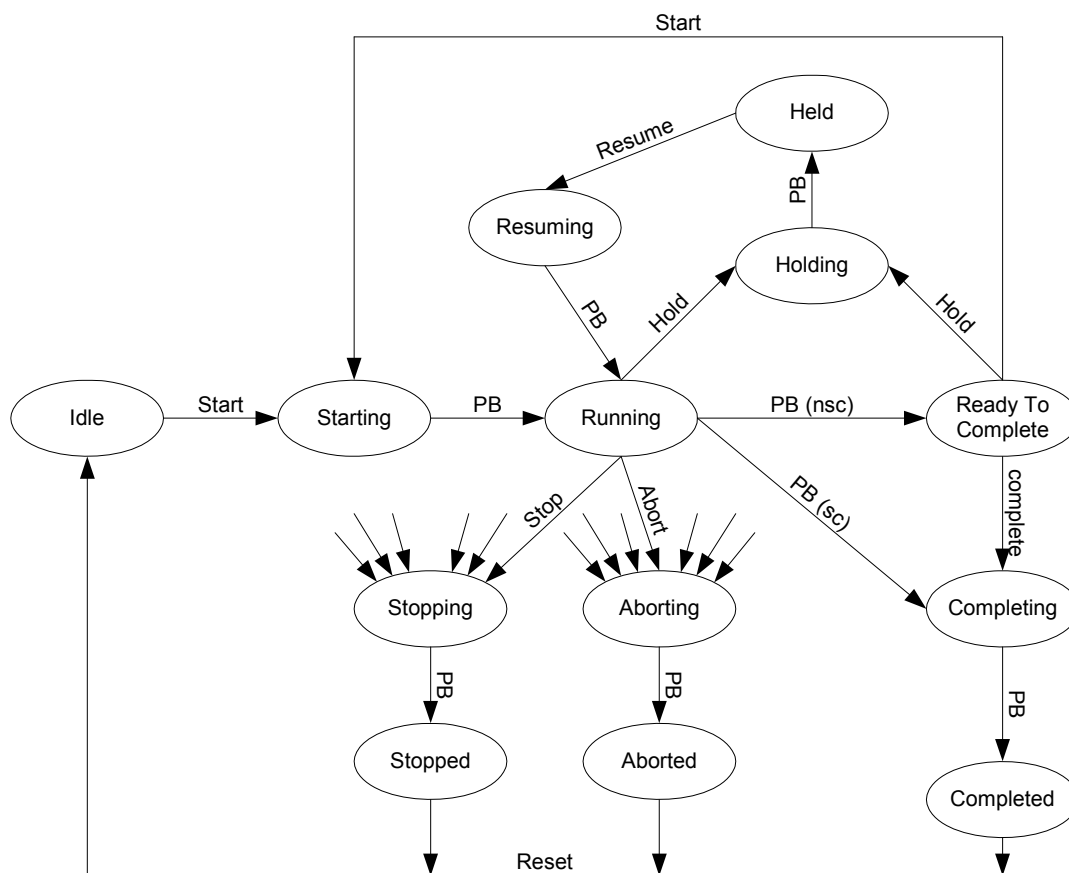 Start
Held
Resume
PB
Resuming
Holding
PB
Hold
Hold
Idle
Start
Starting
PB
Running
PB (nsc)
Ready To
Complete
Stop
Abort
PB (sc)
complete
Stopping
Aborting
Completing
PB
PB
PB
Stopped
Aborted
Completed
Reset